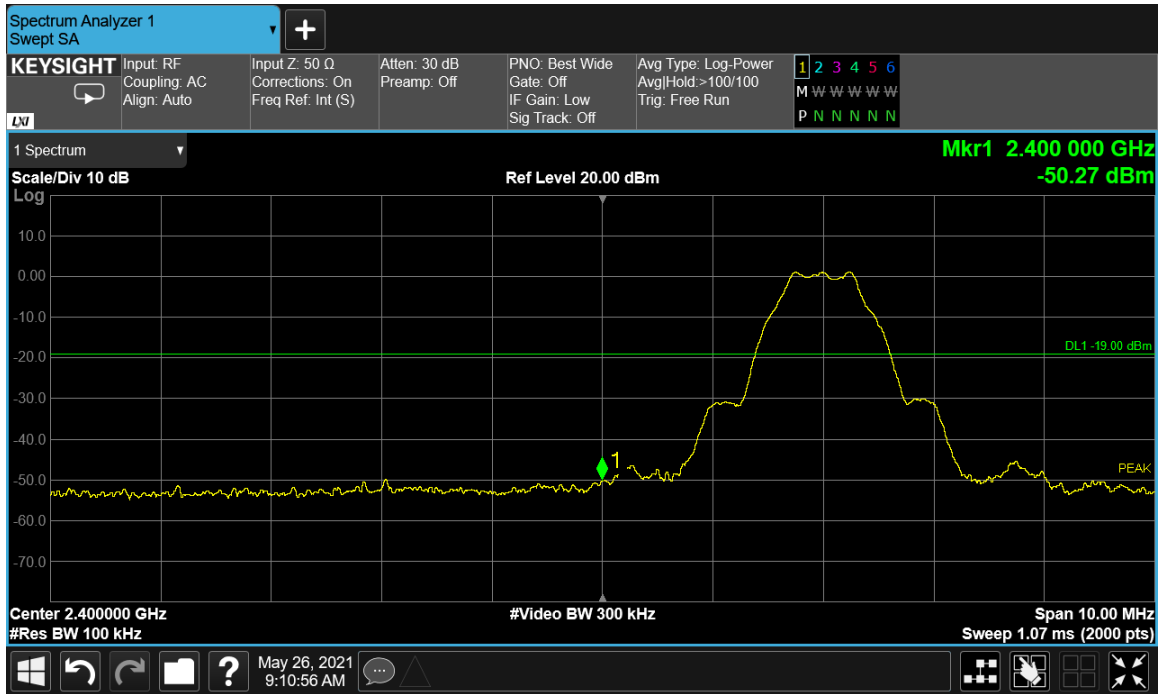 Spectrum Analyzer 1
Swept SA
+
KEYSIGHT
LXI
Input: RF
Coupling: AC
Align: Auto
Input Z: 50 Ω
Corrections: On
Freq Ref: Int (S)
Atten: 30 dB
Preamp: Off
PNO: Best Wide
Gate: Off
IF Gain: Low
Sig Track: Off
Avg Type: Log-Power
Avg|Hold:>100/100
Trig: Free Run
1 2 3 4 5 6
M W W W W W
P N N N N N
1 Spectrum
Mkr1 2.400 000 GHz
-50.27 dBm
Scale/Div 10 dB
Ref Level 20.00 dBm
Log
10.0
0.00
-10.0
DL1 -19.00 dBm
-20.0
-30.0
-40.0
1
PEAK
-50.0
-60.0
-70.0
Center 2.400000 GHz
#Video BW 300 kHz
Span 10.00 MHz
#Res BW 100 kHz
Sweep 1.07 ms (2000 pts)
?
May 26, 2021
9:10:56 AM